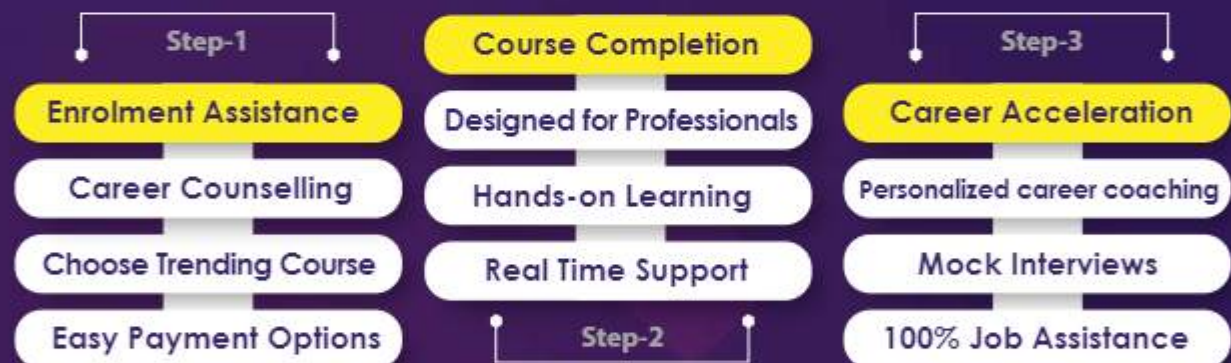 Step-1
Enrolment Assistance
Career Counselling
Choose Trending Course
Easy Payment Options
Course Completion
Designed for Professionals
Hands-on Learning
Real Time Support
Step-2
Step-3
Career Acceleration
Personalized career coaching
Mock Interviews
100% Job Assistance